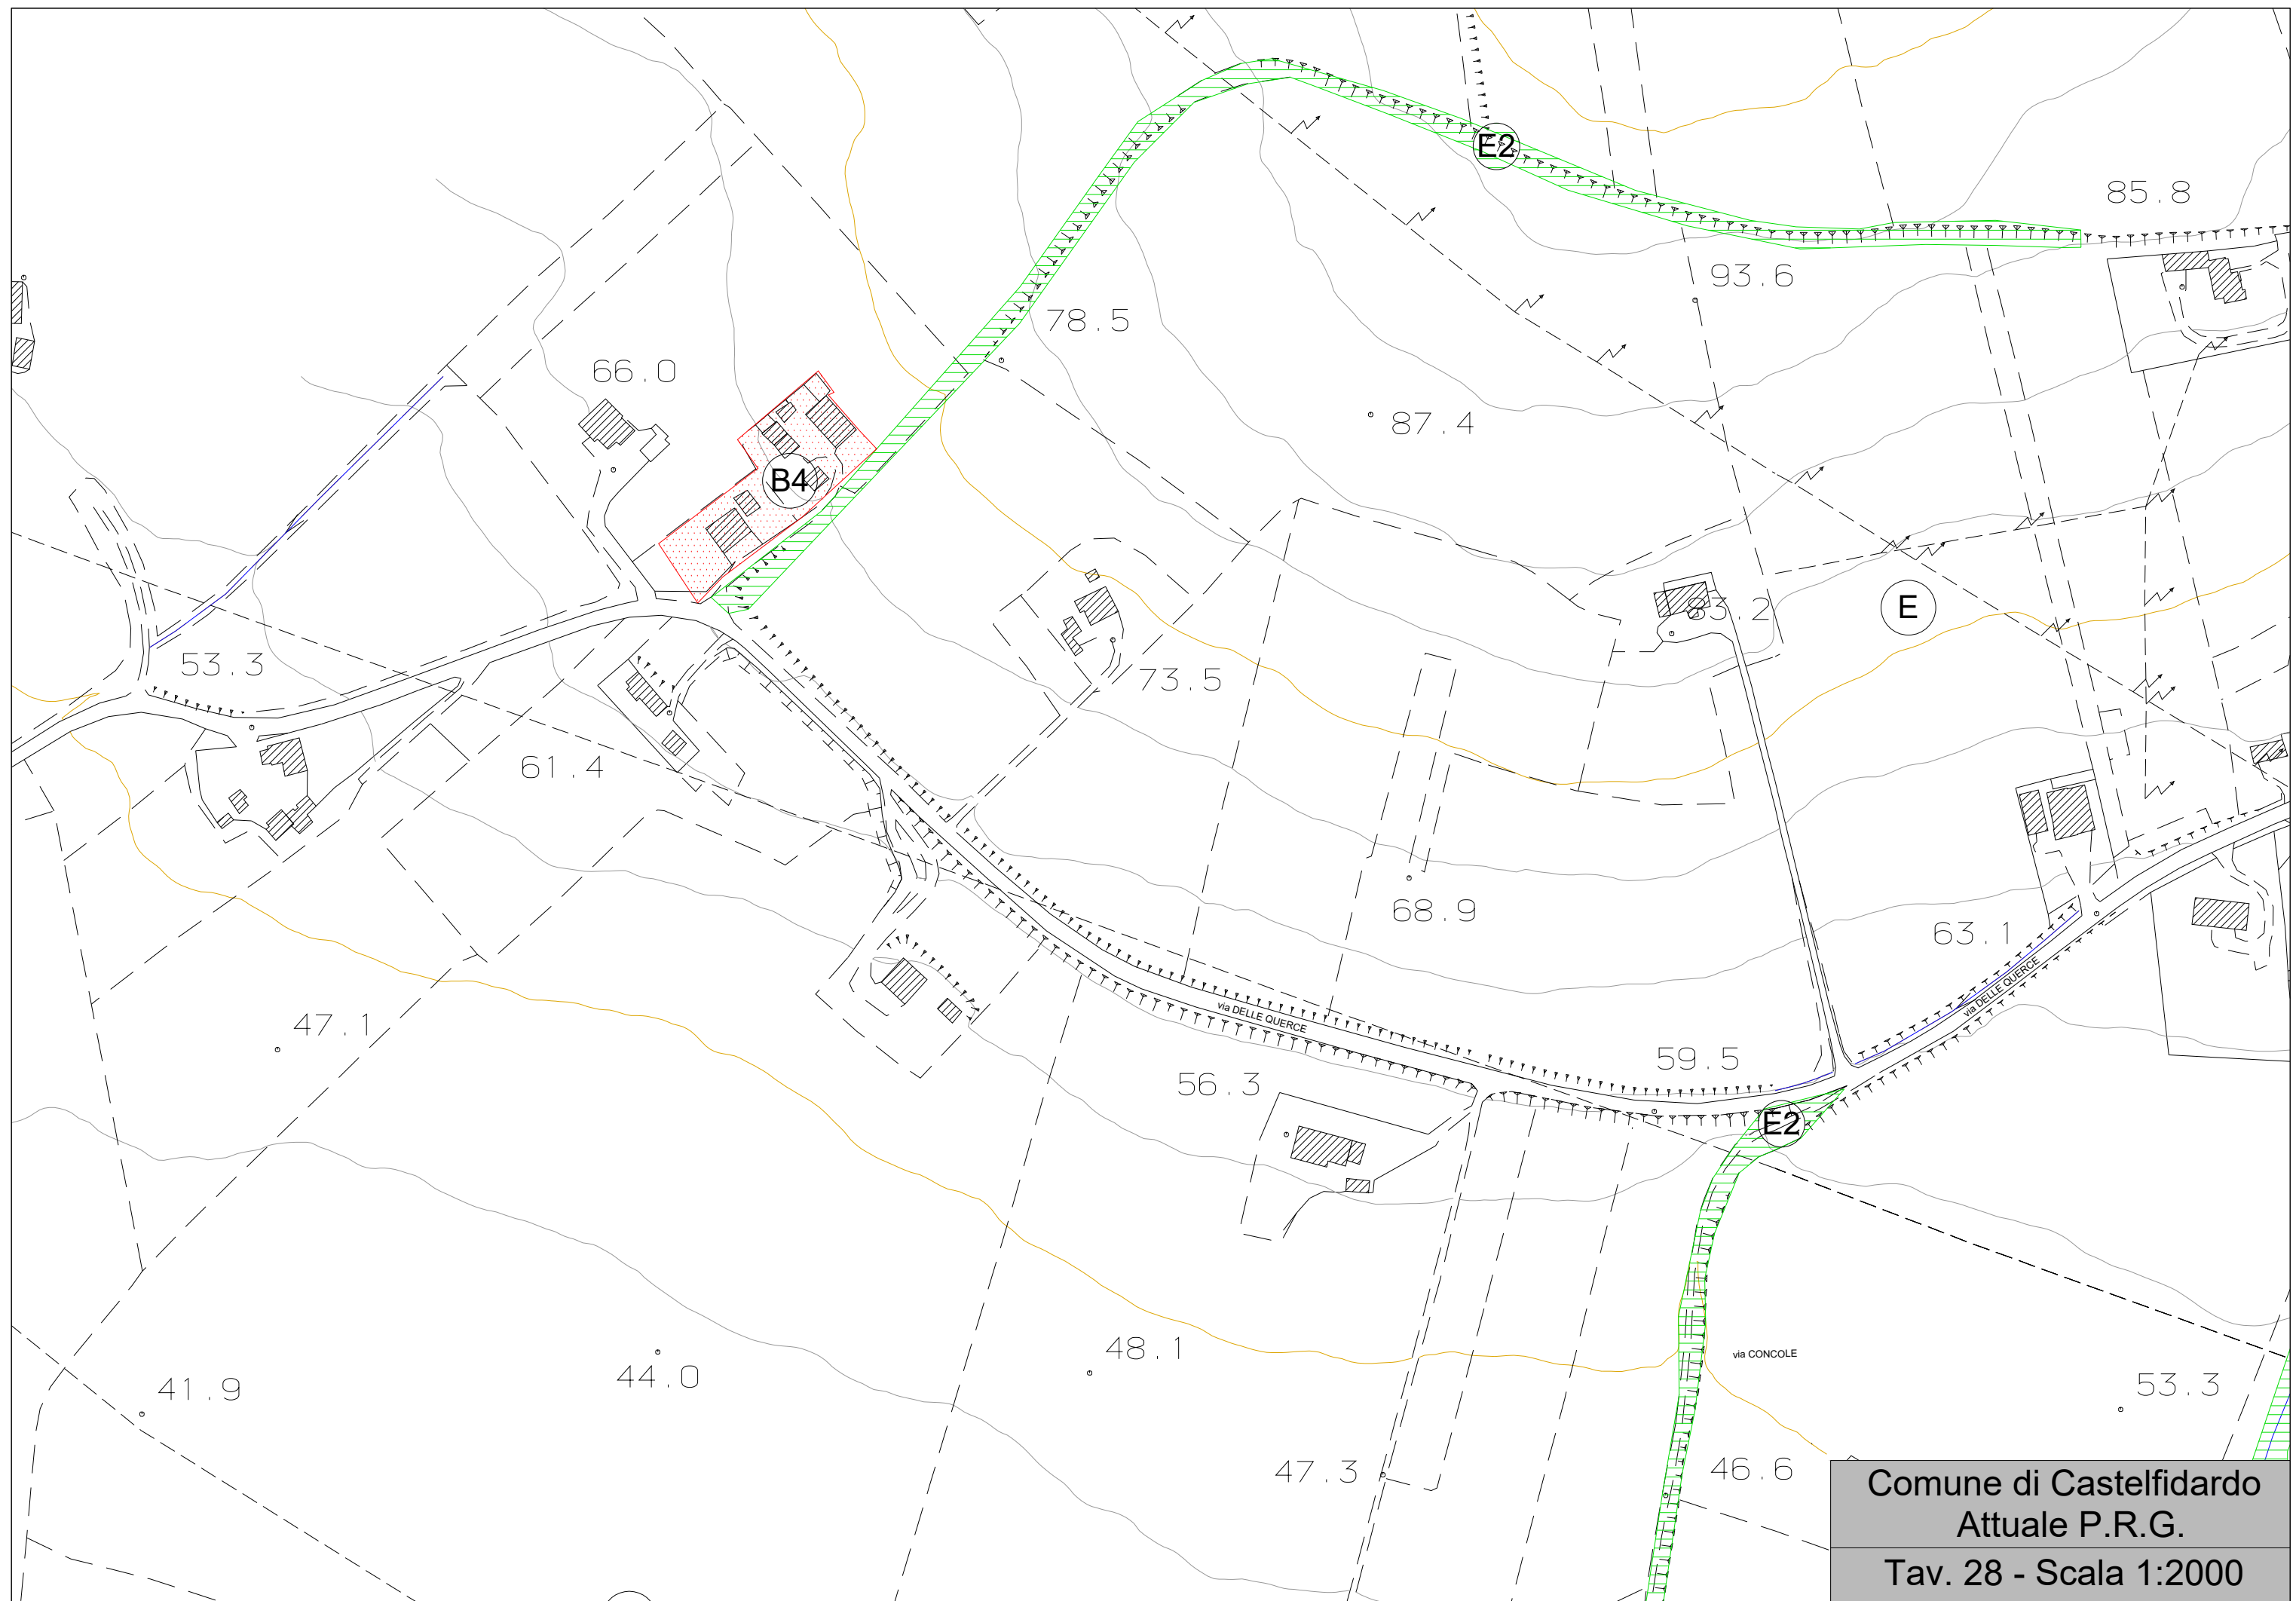 E2
85.8
93.6
78.5
66.0
87.4
B4
83.2
E
53.3
73.5
61.4
68.9
63.1
via DELLE QUERCE
via DELLE QUERCE
47.1
59.5
56.3
E2
48.1
via CONCOLE
44.0
41.9
53.3
47.3
46.6
Comune di Castelfidardo
Attuale P.R.G.
Tav. 28 - Scala 1:2000